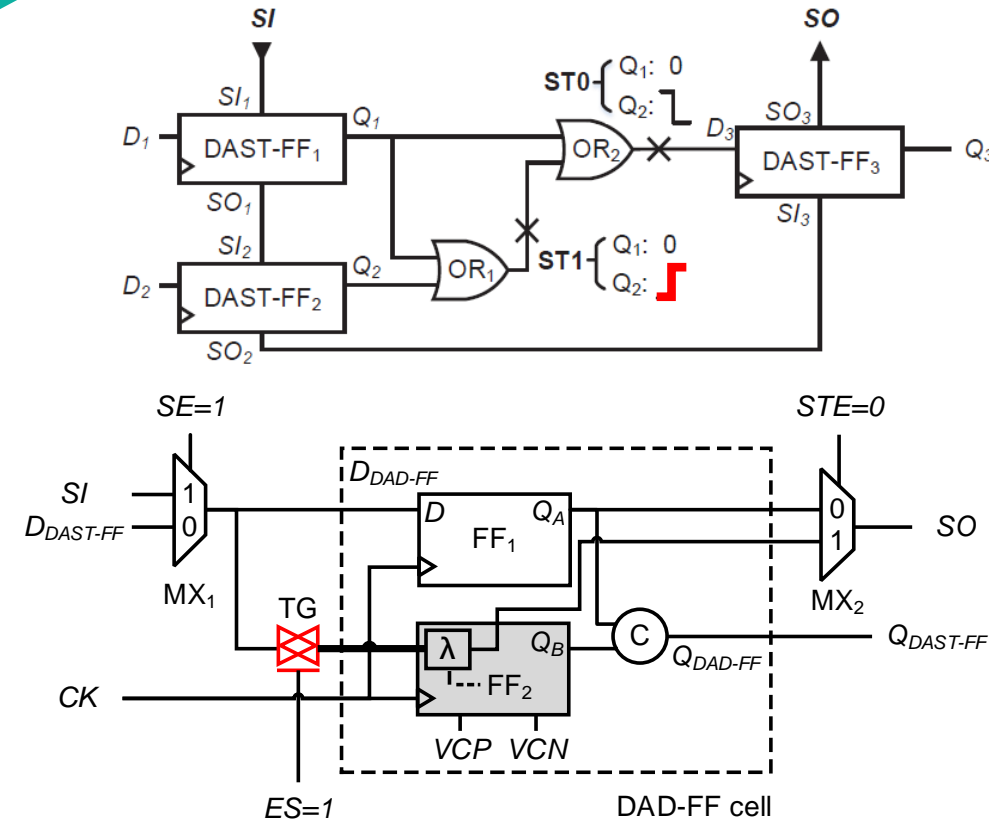 SI
SO
ST0
Q1: 0
Q2:
SI1
Q1
D1
DAST-FF1
OR2
D3
SO3
DAST-FF3
Q3
SO1
SI3
SI2
Q2
OR1
ST1
Q1: 0
Q2:
D2
DAST-FF2
SO2
SE=1
STE=0
DDAD-FF
SI
1
D
QA
0
SO
DDAST-FF
0
FF1
1
MX1
MX2
TG
λ
QB
C
QDAST-FF
QDAD-FF
FF2
CK
VCP
VCN
ES=1
DAD-FF cell